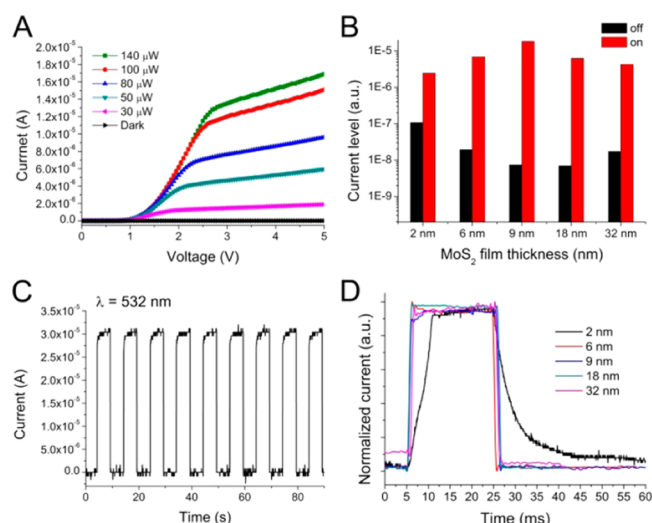 A
140 μW
100 μW
80 μW
50 μW
30 μW
Dark
2.0x10⁻⁵
1.8x10⁻⁵
1.6x10⁻⁵
1.4x10⁻⁵
1.2x10⁻⁵
1.0x10⁻⁵
8.0x10⁻⁶
6.0x10⁻⁶
4.0x10⁻⁶
2.0x10⁻⁶
0.0
Currnet (A)
0 1 2 3 4 5
Voltage (V)
B
off
on
1E-5
1E-6
1E-7
1E-8
1E-9
Current level (a.u.)
2 nm 6 nm 9 nm 18 nm 32 nm
MoS₂ film thickness (nm)
C
λ = 532 nm
3.5x10⁻⁵
3.0x10⁻⁵
2.5x10⁻⁵
2.0x10⁻⁵
1.5x10⁻⁵
1.0x10⁻⁵
5.0x10⁻⁶
0.0
Current (A)
0 20 40 60 80
Time (s)
D
2 nm
6 nm
9 nm
18 nm
32 nm
Normalized current (a.u.)
0 5 10 15 20 25 30 35 40 45 50 55 60
Time (ms)